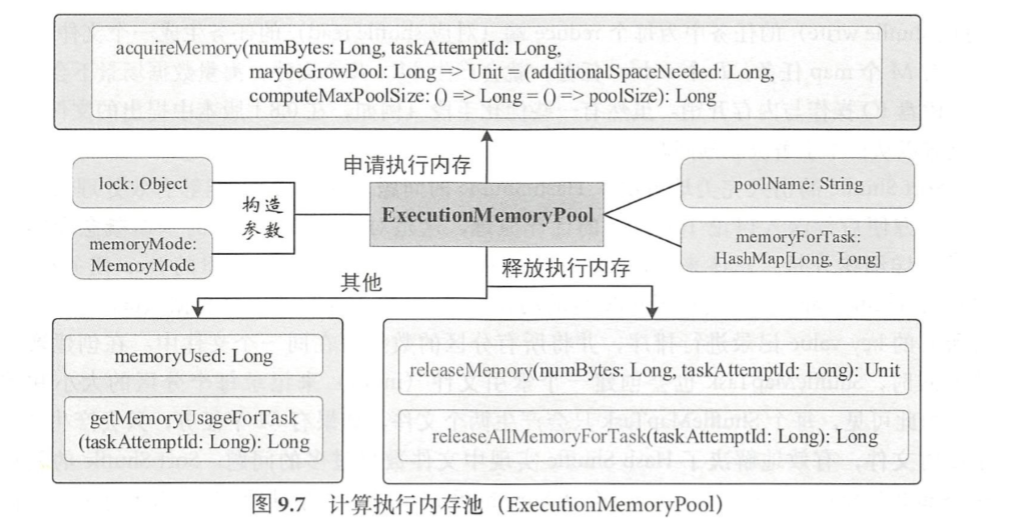 acquireMemory(numBytes: Long, taskAttemptId: Long,
maybeGrowPool: Long => Unit = (additionalSpaceNeeded: Long,
computeMaxPoolSize: () => Long = () => poolSize): Long
申请执行内存
lock: Object
memoryMode:
MemoryMode
构造
参数
ExecutionMemoryPool
poolName: String
memoryForTask:
HashMap[Long, Long]
其他
释放执行内存
memoryUsed: Long
getMemoryUsageForTask
(taskAttemptId: Long): Long
releaseMemory(numBytes: Long, taskAttemptId: Long): Unit
releaseAllMemoryForTask(taskAttemptId: Long): Long
图 9.7 计算执行内存池（ExecutionMemoryPool）